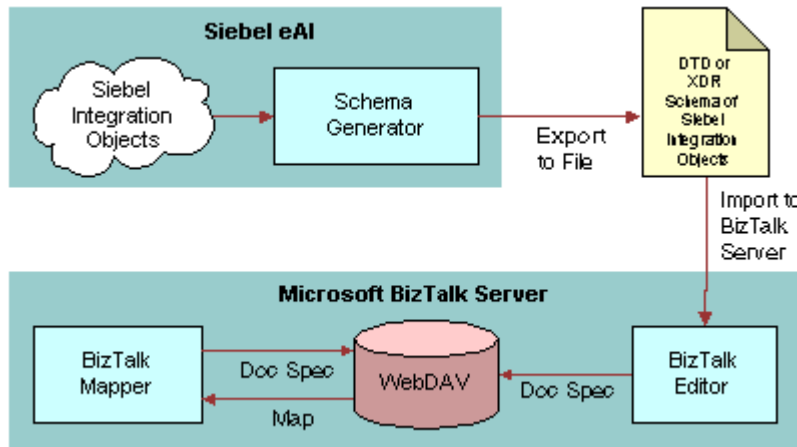 Siebel eAI
Siebel
Integration
Objects
Schema
Generator
Export
to File
DTD or
XDR
Schema of
Siebel
Integration
Objects
Import to
BizTalk
Server
Microsoft BizTalk Server
BizTalk
Mapper
Doc Spec
Map
WebDAV
Doc Spec
BizTalk
Editor